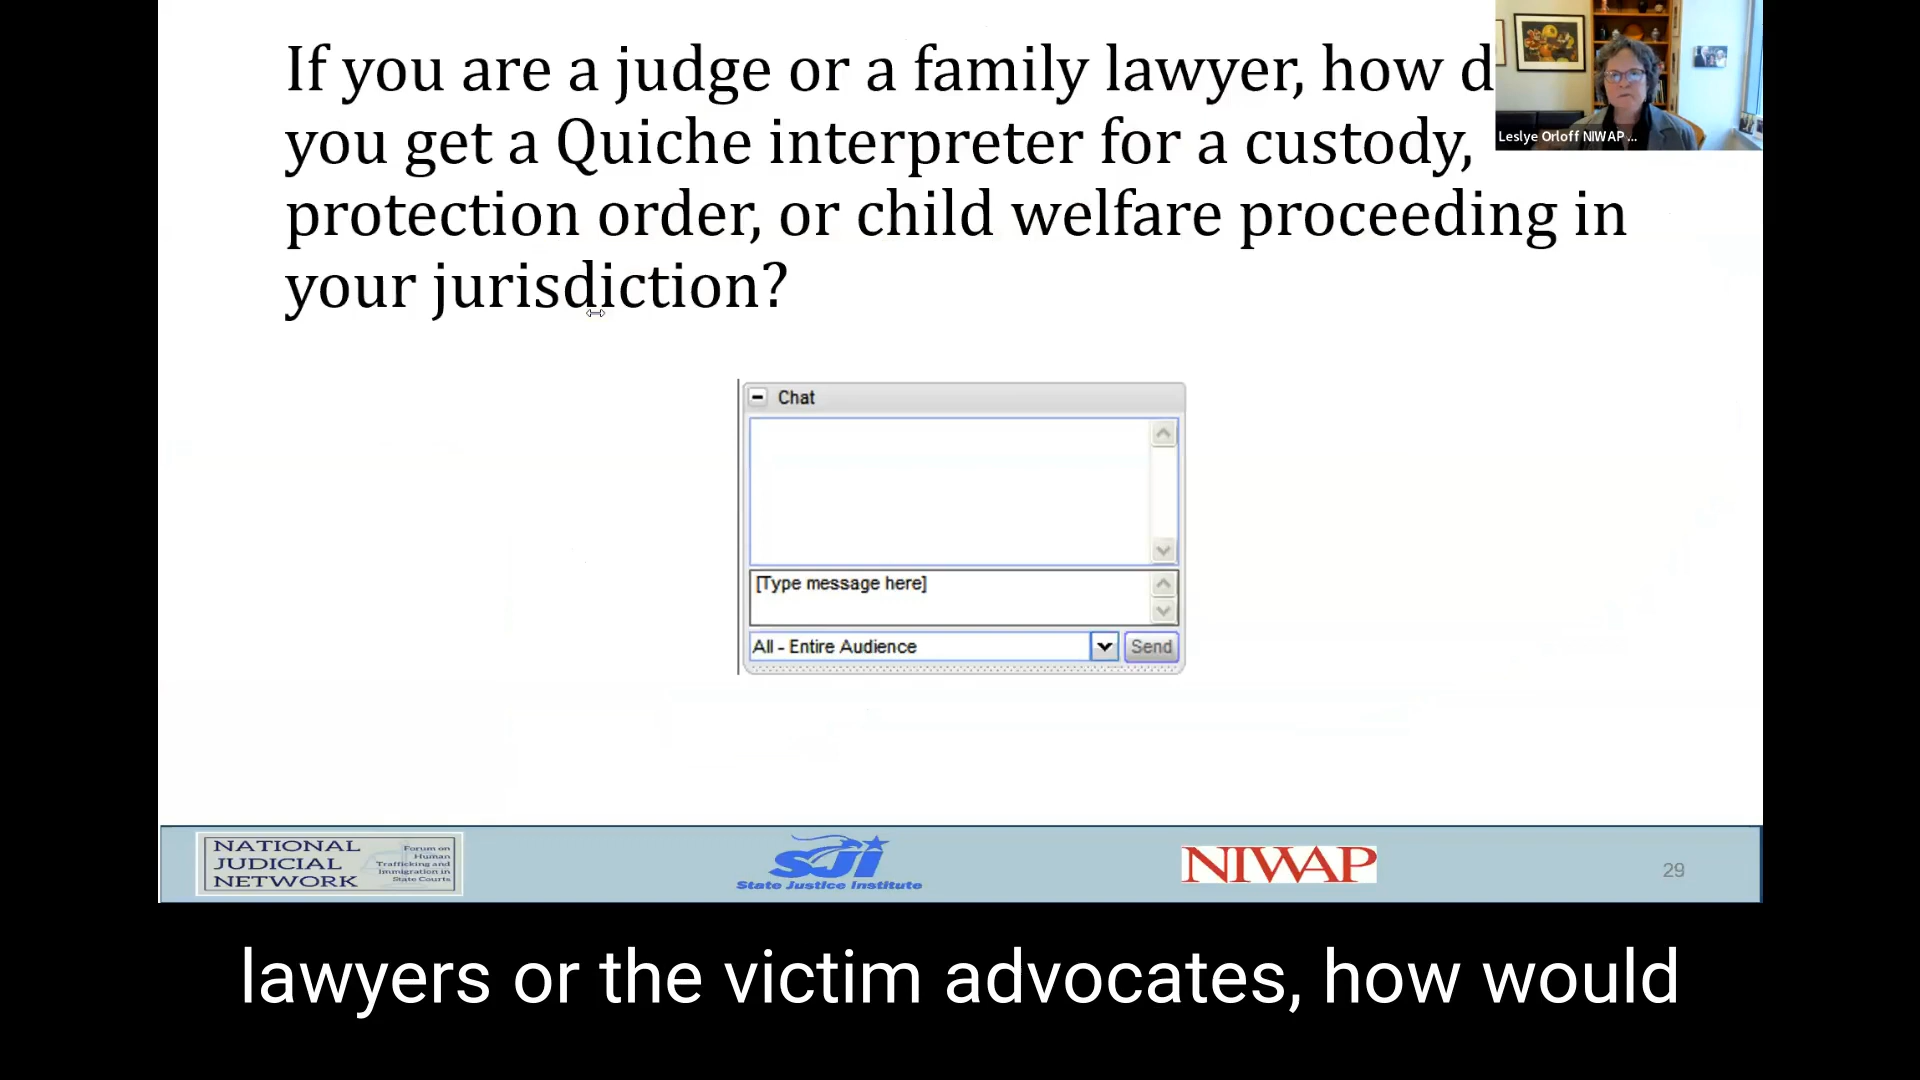 If you are a judge or a family lawyer, how d
you get a Quiche interpreter for a custody,
protection order, or child welfare proceeding in
your jurisdiction?
Leslye Orloff NIWAP ...
Chat
[Type message here]
All - Entire Audience
Send
NATIONAL
JUDICIAL
NETWORK
Forum on
Human
Trafficking and
Immigration in
State Courts
SJI
State Justice Institute
NIWAP
29
lawyers or the victim advocates, how would